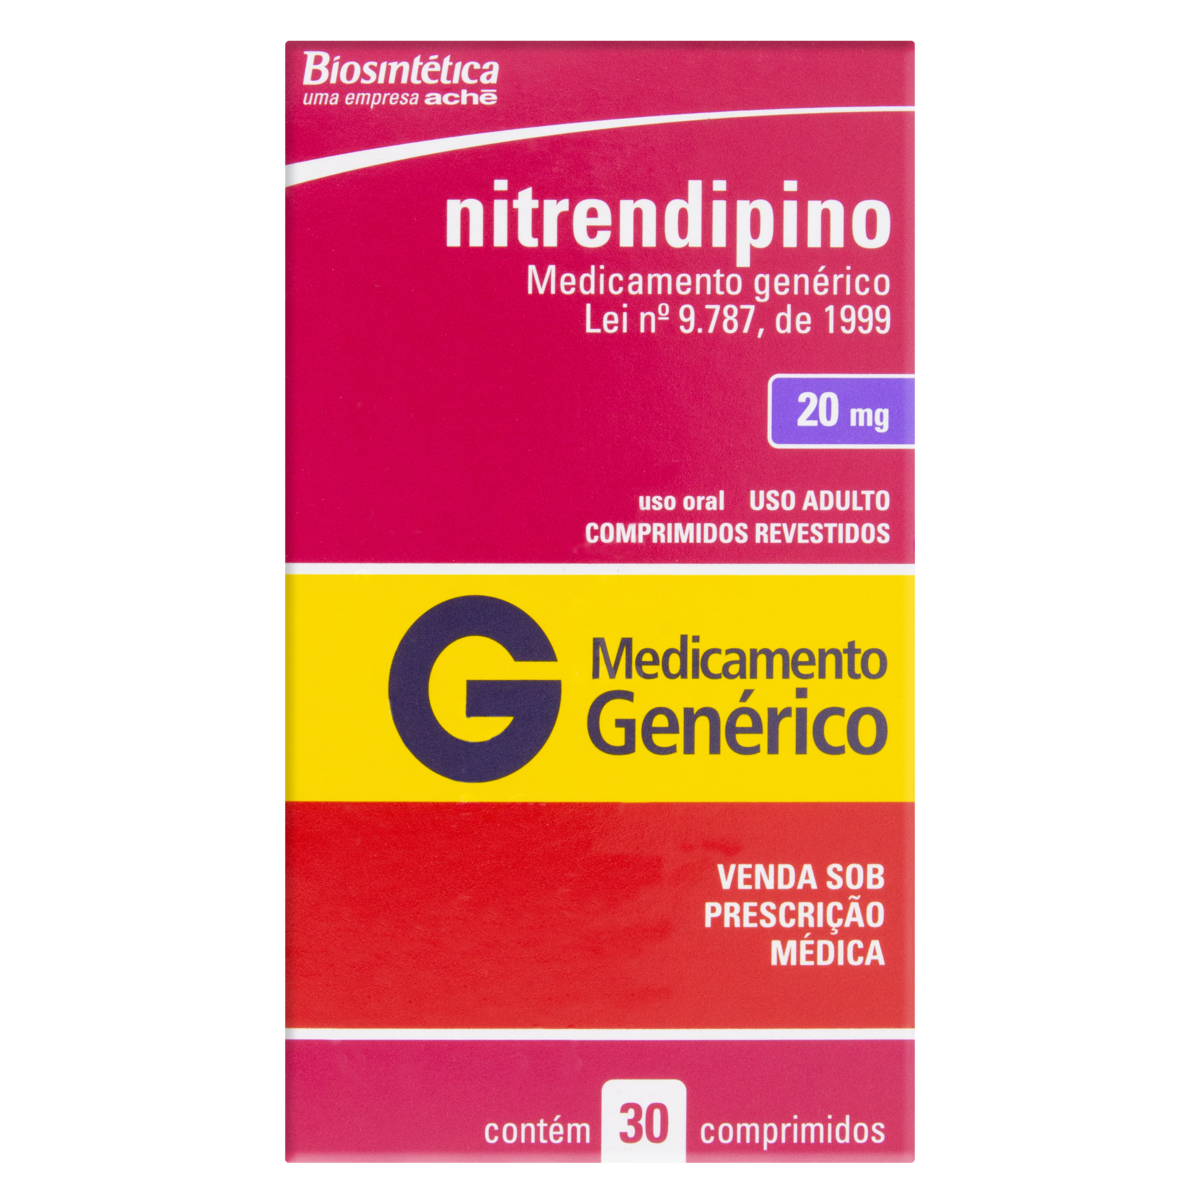 Biosintética
uma empresa achē
nitrendipino
Medicamento genérico
Lei nº 9.787, de 1999
20 mg
uso oral USO ADULTO
COMPRIMIDOS REVESTIDOS
G Medicamento
Genérico
VENDA SOB
PRESCRIÇÃO
MÉDICA
contém 30 comprimidos